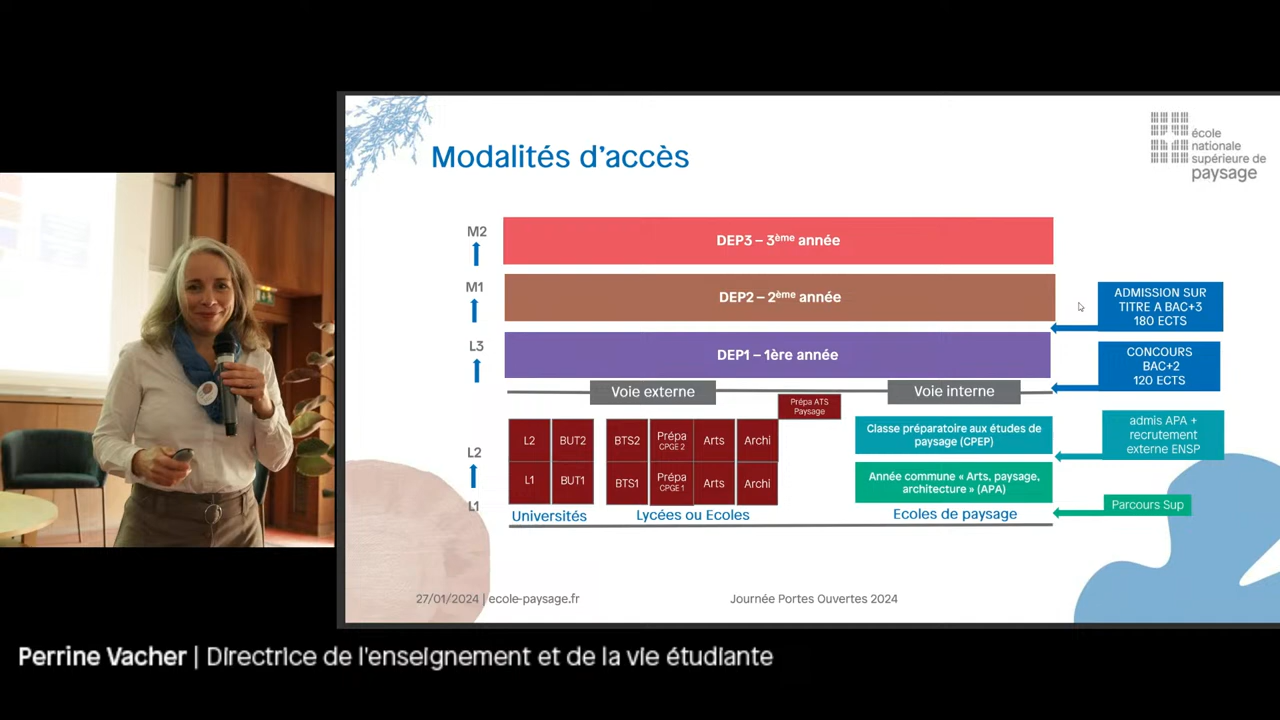 Modalités d'accès
école
nationale
supérieure de
paysage
M2
DEP3 – 3ème année
M1
DEP2 – 2ème année
ADMISSION SUR
TITRE A BAC+3
180 ECTS
L3
DEP1 – 1ère année
CONCOURS
BAC+2
120 ECTS
Voie externe
Voie interne
Prépa ATS
Paysage
L2
BUT2
BTS2
Prépa
CPGE 2
Arts
Archi
Classe préparatoire aux études de
paysage (CPEP)
admis APA +
recrutement
externe ENSP
L2
L1
BUT1
BTS1
Prépa
CPGE 1
Arts
Archi
Année commune « Arts, paysage,
architecture » (APA)
L1
Parcours Sup
Universités
Lycées ou Ecoles
Ecoles de paysage
27/01/2024 | ecole-paysage.fr
Journée Portes Ouvertes 2024
Perrine Vacher | Directrice de l'enseignement et de la vie étudiante